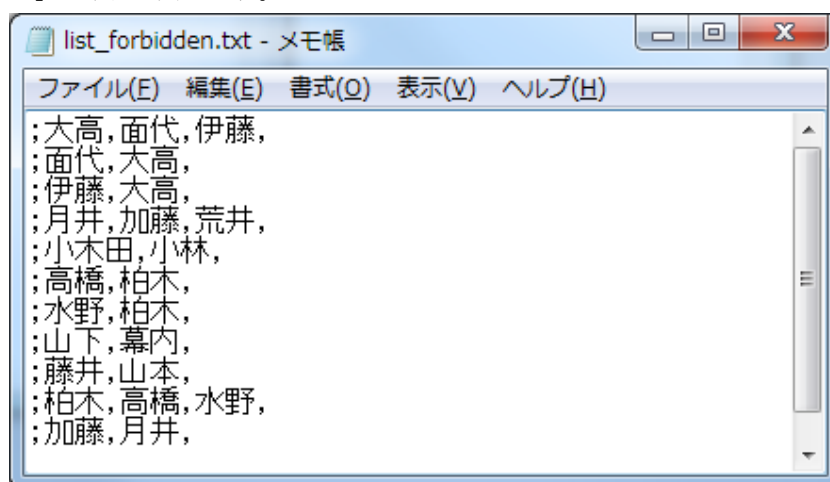 list_forbidden.txt - メモ帳
ファイル(F) 編集(E) 書式(O) 表示(V) ヘルプ(H)
;大高,面代,伊藤,
;面代,大高,
;伊藤,大高,
;月井,加藤,荒井,
;小木田,小林,
;高橋,柏木,
;水野,柏木,
;山下,幕内,
;藤井,山本,
;柏木,高橋,水野,
;加藤,月井,